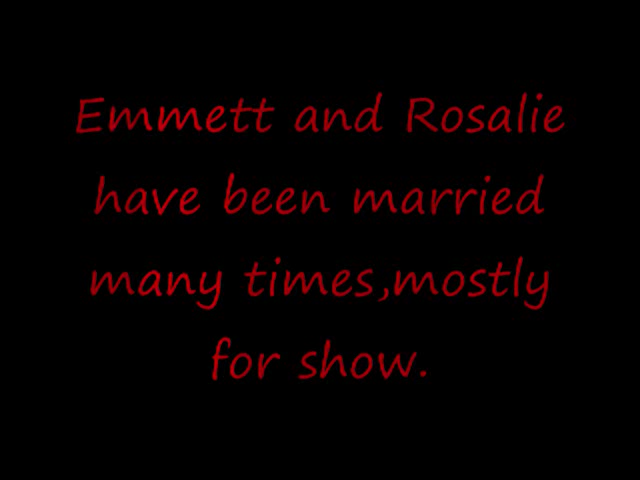 Emmett and Rosalie
have been married
many times,mostly
for show.